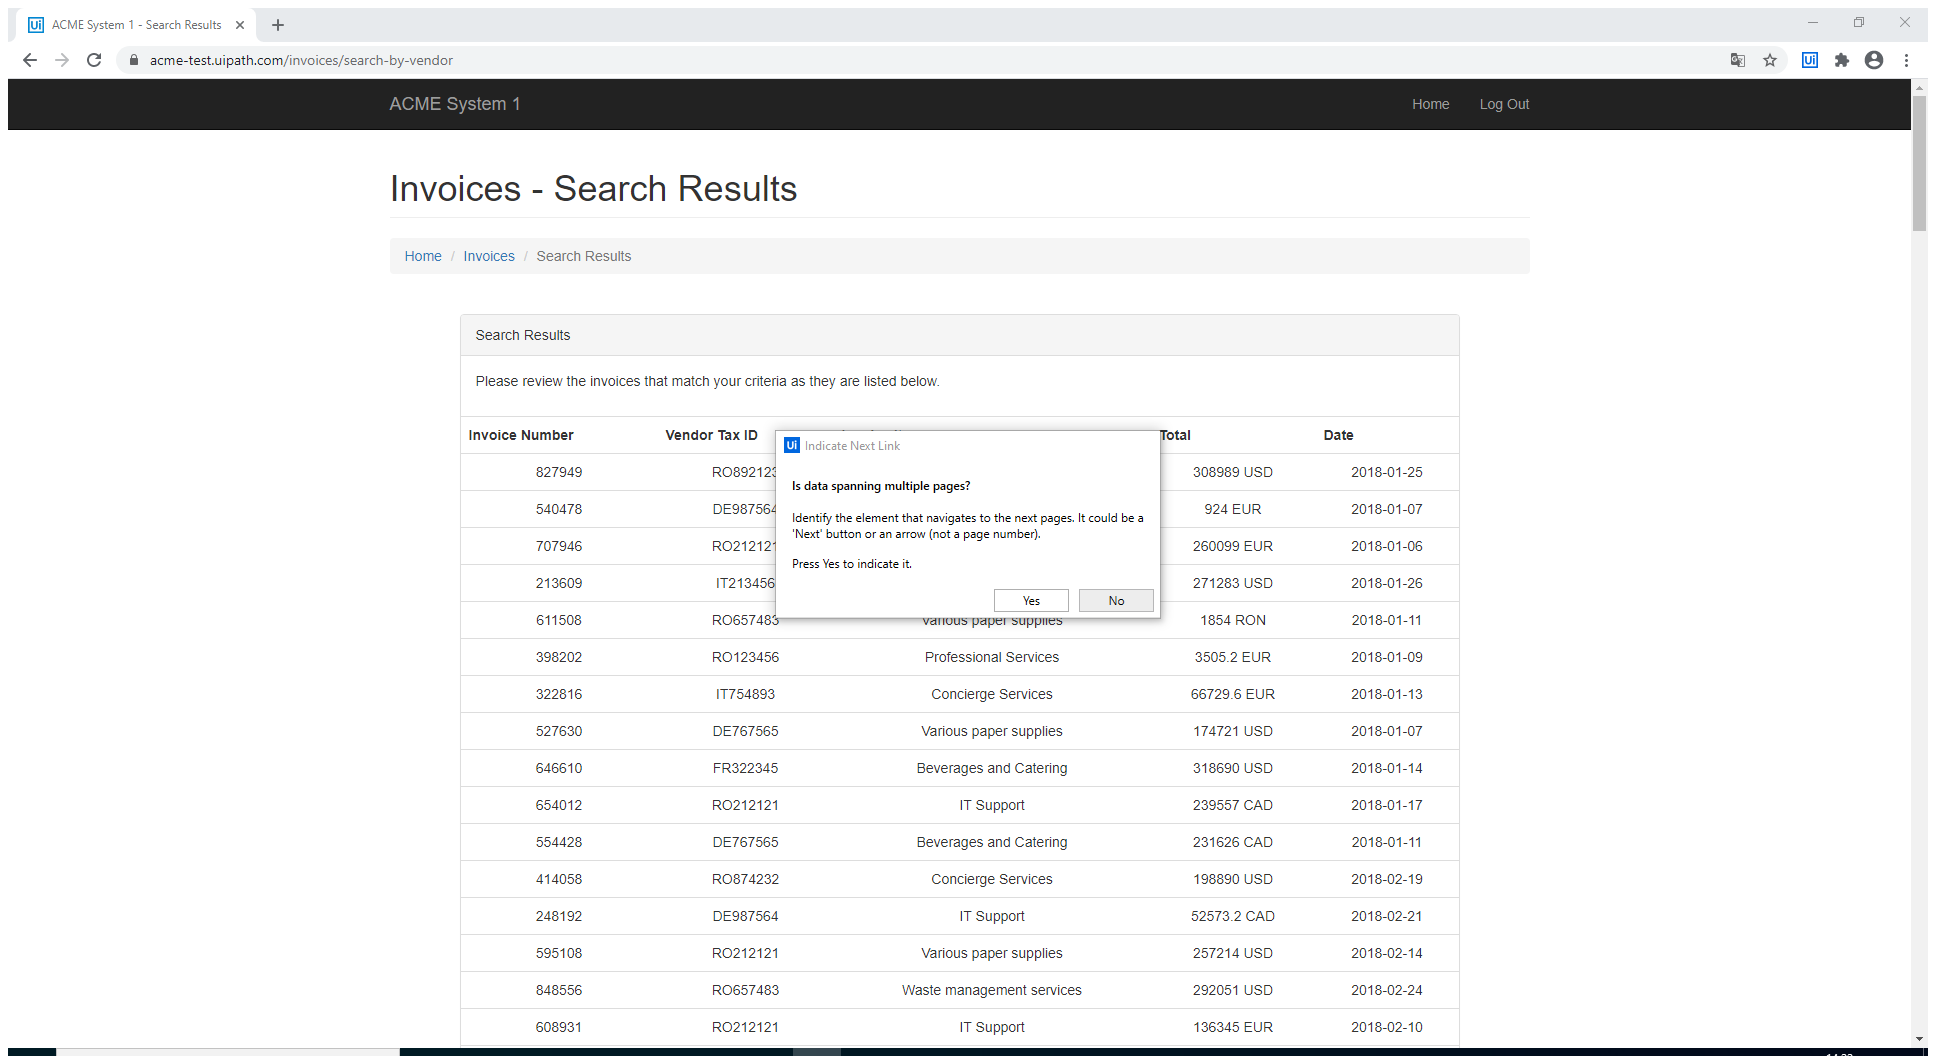 Ui ACME System 1 - Search Results
acme-test.uipath.com/invoices/search-by-vendor
Ui
ACME System 1 Home Log Out
Invoices - Search Results
Home / Invoices / Search Results
Search Results
Please review the invoices that match your criteria as they are listed below.
Invoice Number Vendor Tax ID Total Date
827949 RO892123 308989 USD 2018-01-25
540478 DE987564 924 EUR 2018-01-07
707946 RO212121 260099 EUR 2018-01-06
213609 IT213456 271283 USD 2018-01-26
Ui Indicate Next Link
Is data spanning multiple pages?
Identify the element that navigates to the next pages. It could be a
'Next' button or an arrow (not a page number).
Press Yes to indicate it.
Yes No
611508 RO657483 Various paper supplies 1854 RON 2018-01-11
398202 RO123456 Professional Services 3505.2 EUR 2018-01-09
322816 IT754893 Concierge Services 66729.6 EUR 2018-01-13
527630 DE767565 Various paper supplies 174721 USD 2018-01-07
646610 FR322345 Beverages and Catering 318690 USD 2018-01-14
654012 RO212121 IT Support 239557 CAD 2018-01-17
554428 DE767565 Beverages and Catering 231626 CAD 2018-01-11
414058 RO874232 Concierge Services 198890 USD 2018-02-19
248192 DE987564 IT Support 52573.2 CAD 2018-02-21
595108 RO212121 Various paper supplies 257214 USD 2018-02-14
848556 RO657483 Waste management services 292051 USD 2018-02-24
608931 RO212121 IT Support 136345 EUR 2018-02-10